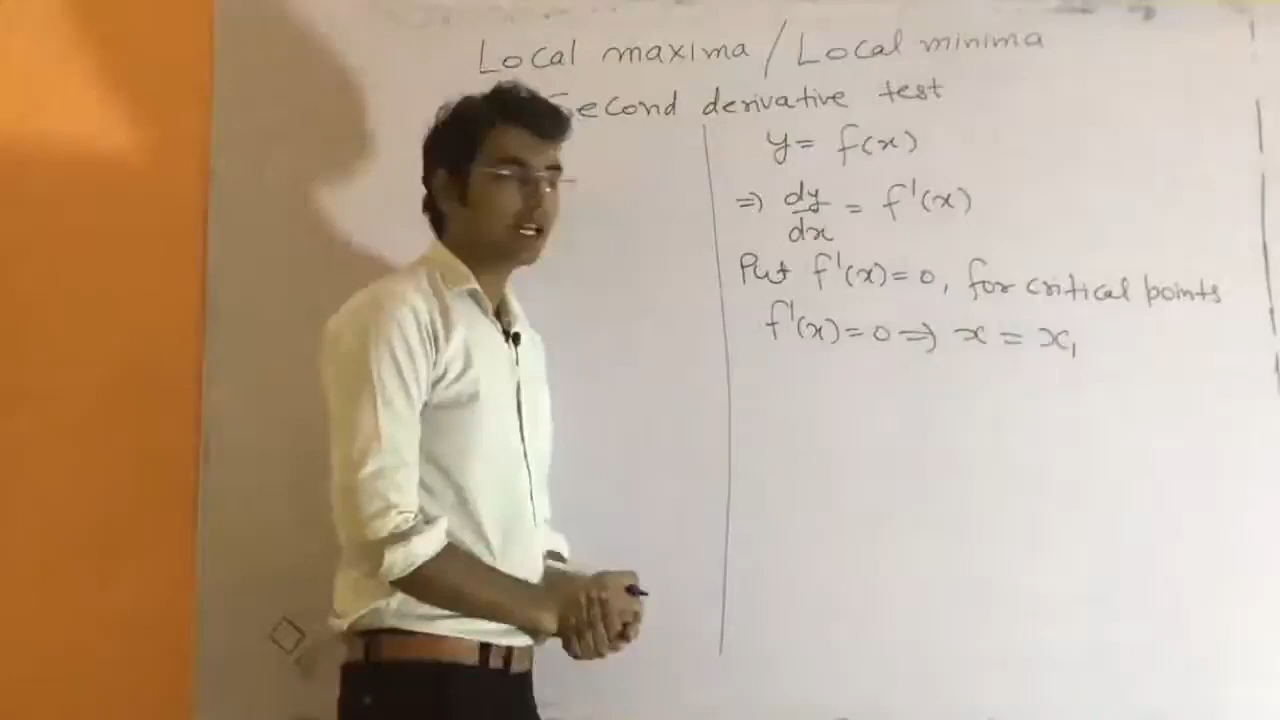 Local maxima / Local minima
Second derivative test
y = f(x)
⇒ dy/dx = f'(x)
Put f'(x) = 0, for critical points
f'(x) = 0 ⇒ x = x₁